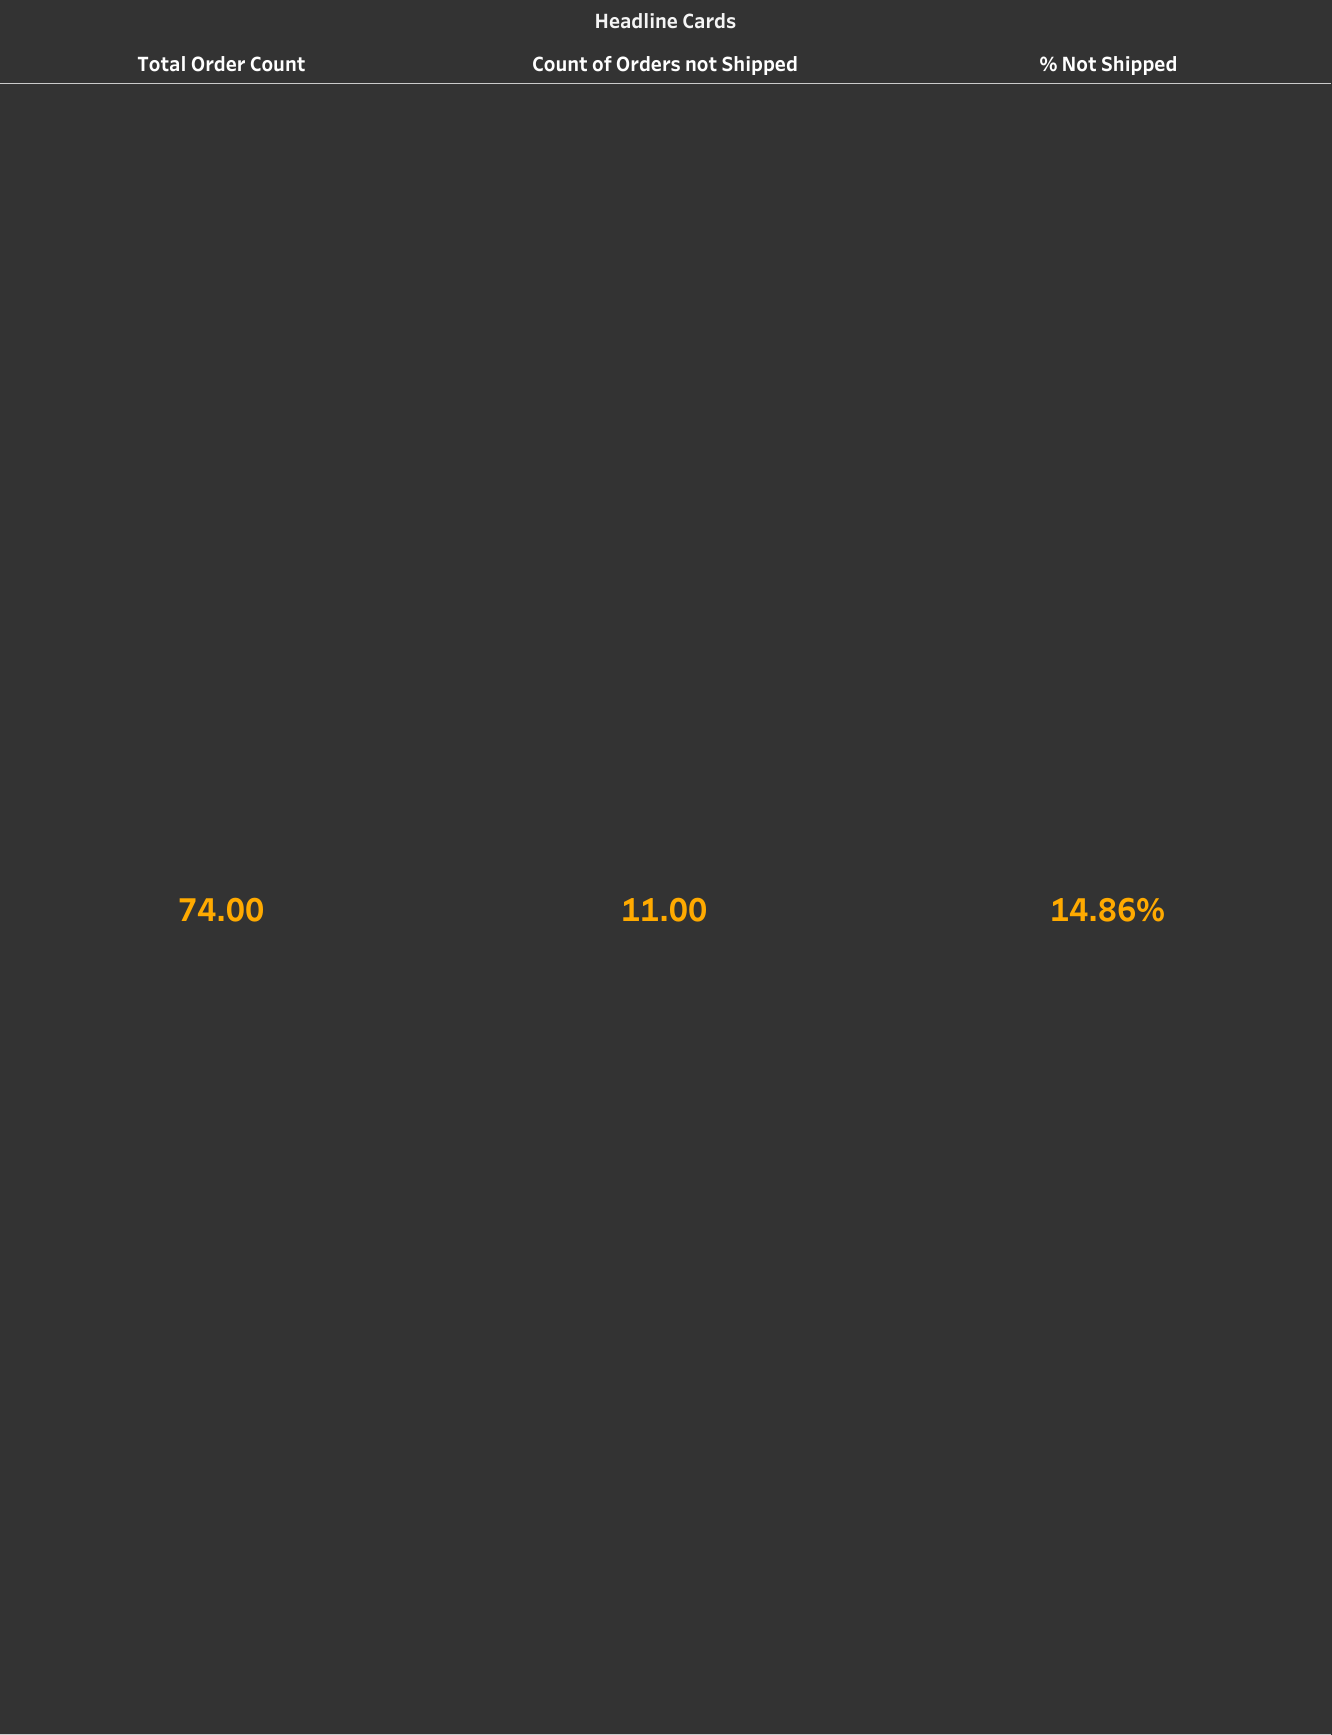 Headline Cards
Total Order Count Count of Orders not Shipped % Not Shipped
74.00 11.00 14.86%